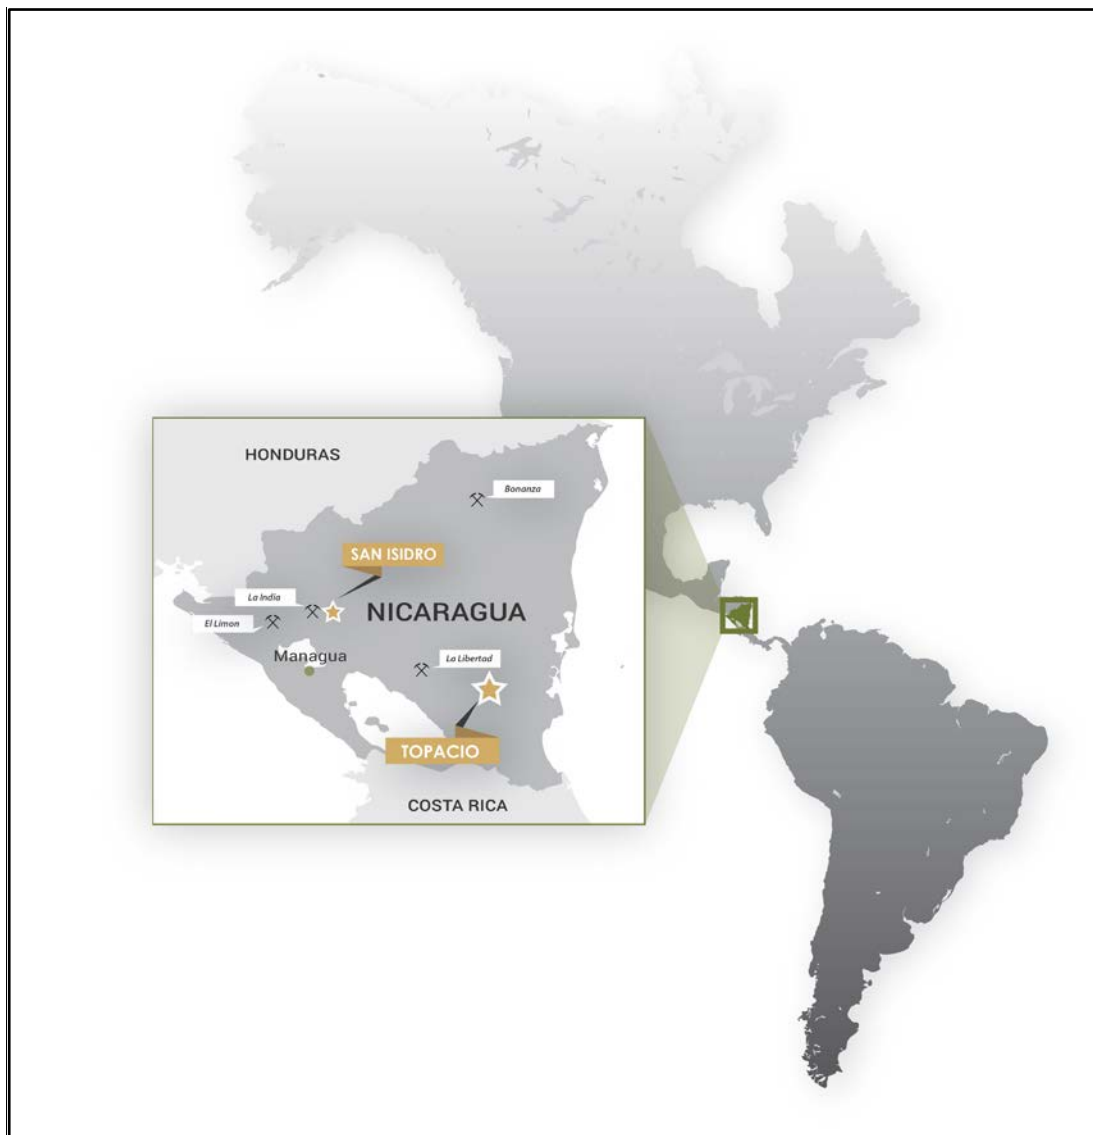 HONDURAS
Bonanza
SAN ISIDRO
La India
NICARAGUA
El Limon
Managua
La Libertad
TOPACIO
COSTA RICA